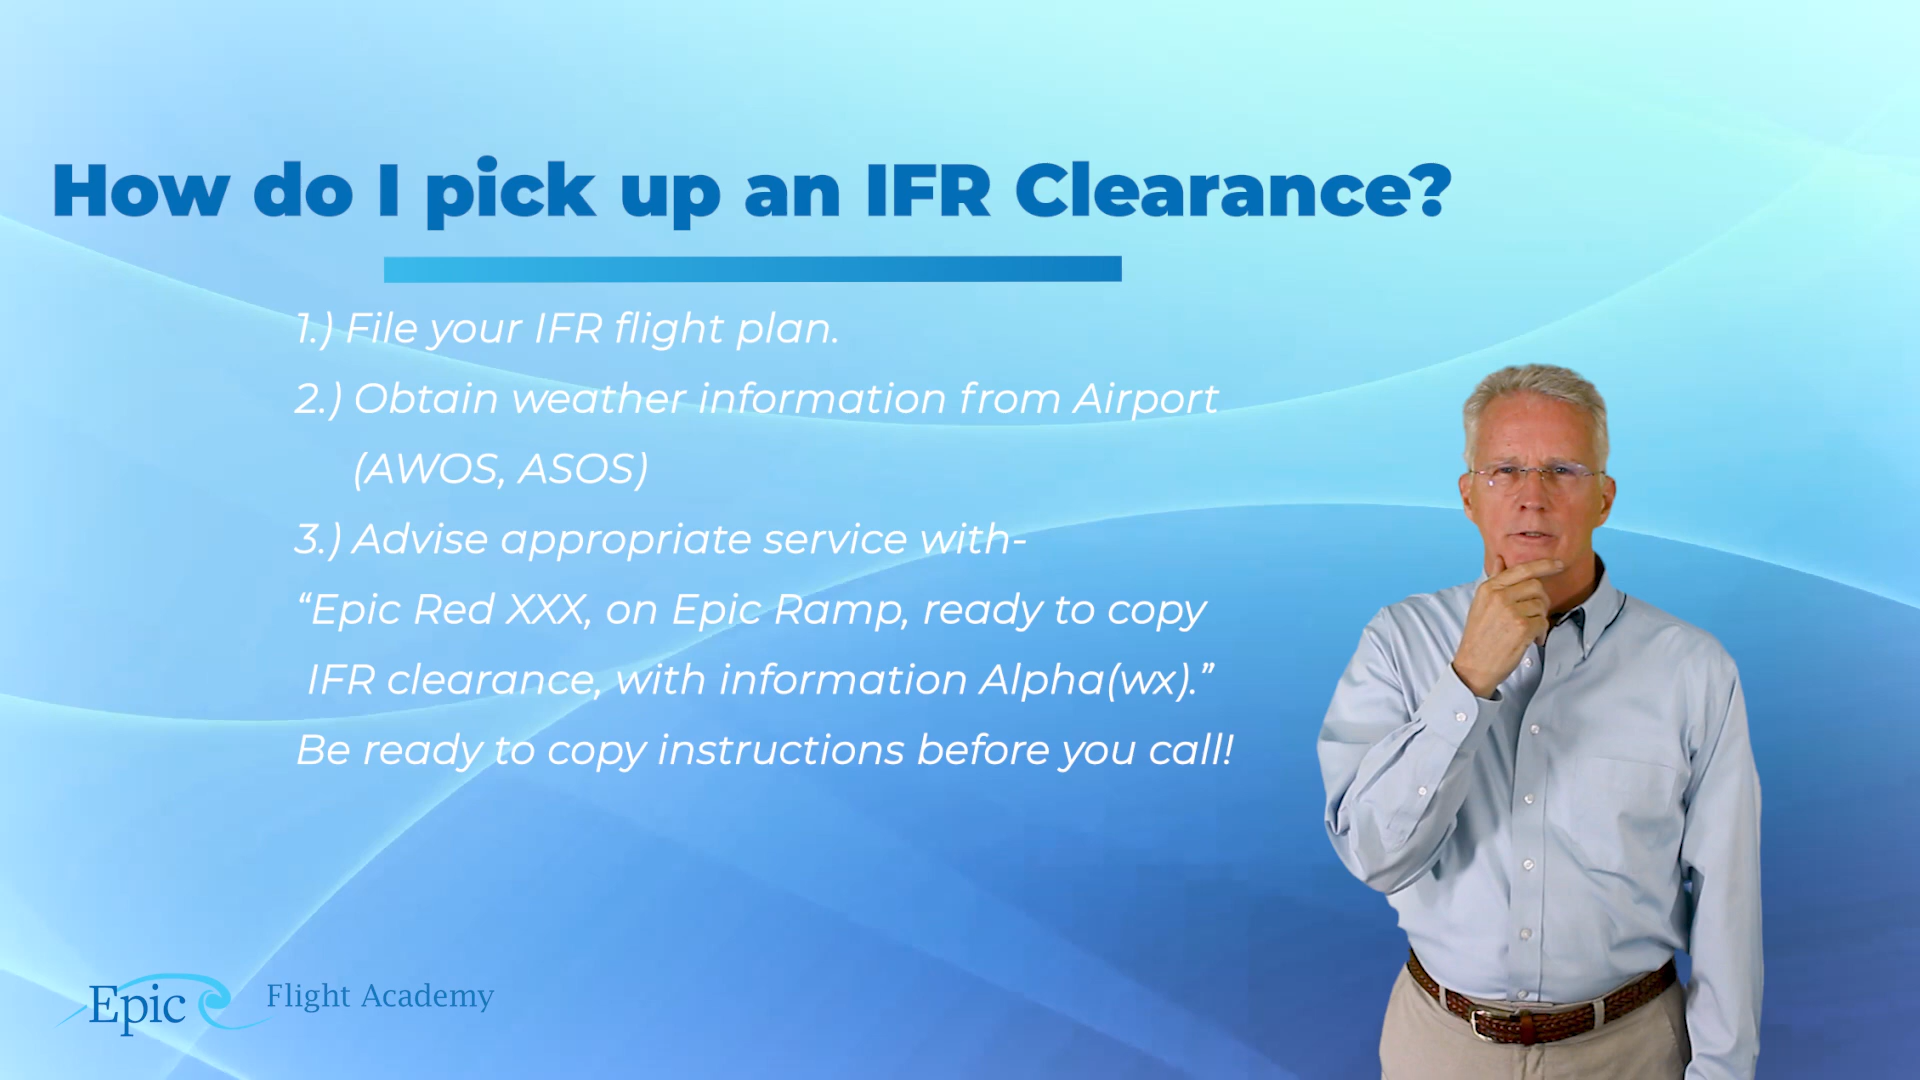 How do I pick up an IFR Clearance?
1.) File your IFR flight plan.
2.) Obtain weather information from Airport
(AWOS, ASOS)
3.) Advise appropriate service with-
“Epic Red XXX, on Epic Ramp, ready to copy
IFR clearance, with information Alpha(wx).”
Be ready to copy instructions before you call!
Epic Flight Academy